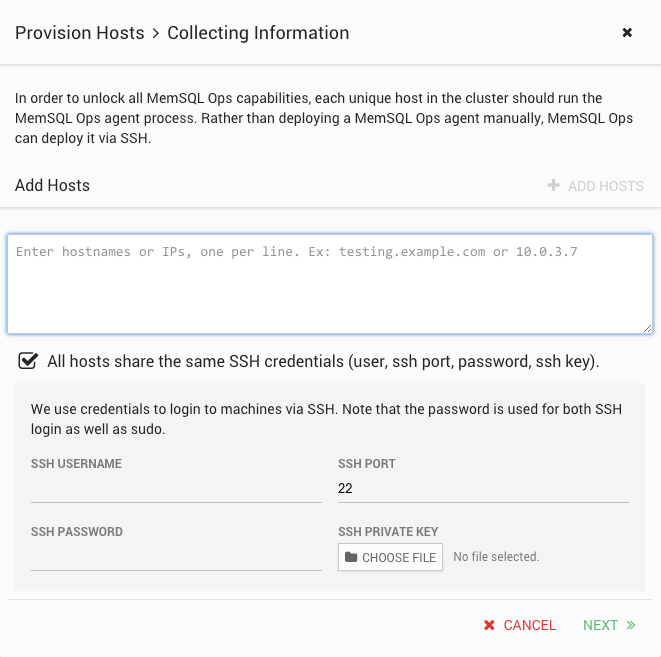 Provision Hosts > Collecting Information
In order to unlock all MemSQL Ops capabilities, each unique host in the cluster should run the
MemSQL Ops agent process. Rather than deploying a MemSQL Ops agent manually, MemSQL Ops
can deploy it via SSH.
Add Hosts
ADD HOSTS
Enter hostnames or IPs, one per line. Ex: testing.example.com or 10.0.3.7
All hosts share the same SSH credentials (user, ssh port, password, ssh key).
We use credentials to login to machines via SSH. Note that the password is used for both SSH
login as well as sudo.
SSH USERNAME
SSH PORT
22
SSH PASSWORD
SSH PRIVATE KEY
CHOOSE FILE
No file selected.
CANCEL
NEXT »